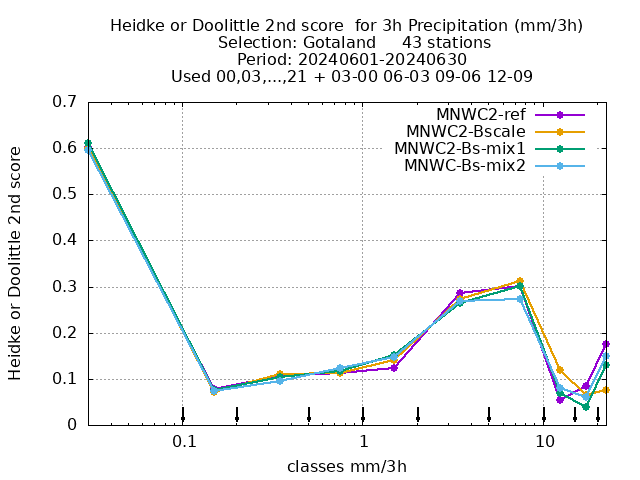 Heidke or Doolittle 2nd score  for 3h Precipitation (mm/3h)
Selection: Gotaland     43 stations
Period: 20240601-20240630
Used 00,03,...,21 + 03-00 06-03 09-06 12-09
MNWC2-ref
MNWC2-Bscale
MNWC2-Bs-mix1
MNWC-Bs-mix2
Heidke or Doolittle 2nd score
0.7
0.6
0.5
0.4
0.3
0.2
0.1
0
0.1 1 10
classes mm/3h